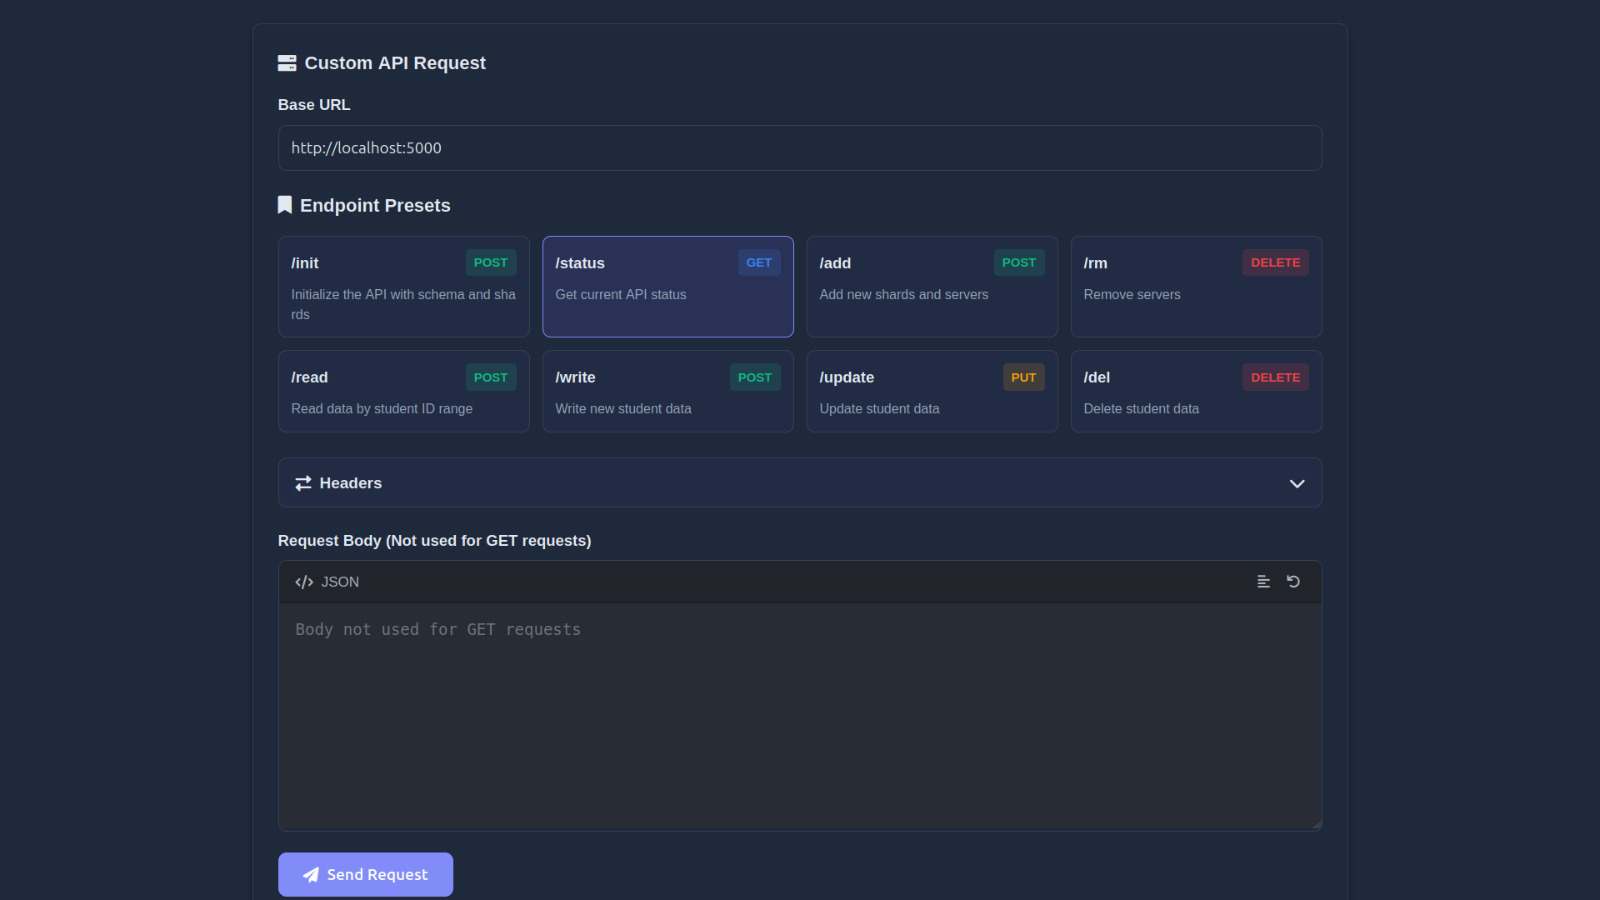 Custom API Request
Base URL
http://localhost:5000
Endpoint Presets
/init POST
Initialize the API with schema and sha
rds
/status GET
Get current API status
/add POST
Add new shards and servers
/rm DELETE
Remove servers
/read POST
Read data by student ID range
/write POST
Write new student data
/update PUT
Update student data
/del DELETE
Delete student data
Headers
Request Body (Not used for GET requests)
JSON
Body not used for GET requests
Send Request